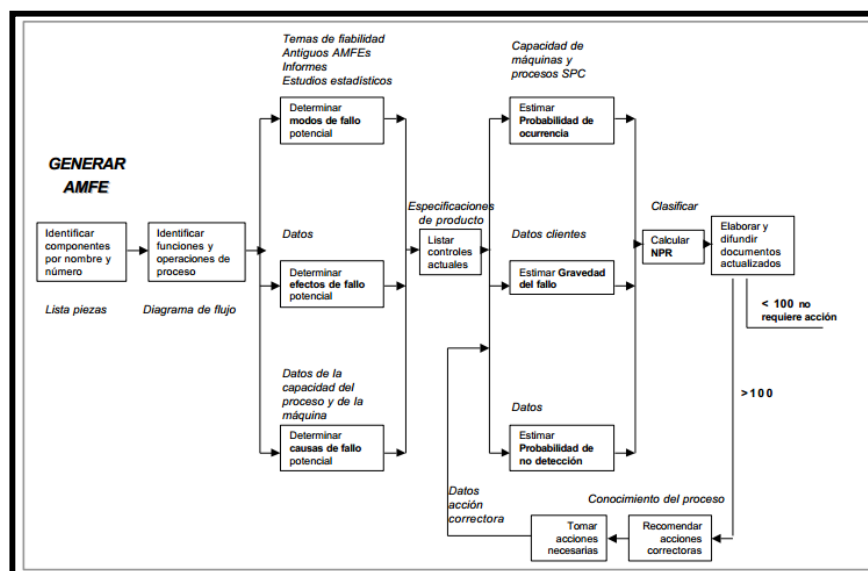 Temas de fiabilidad
Antiguos AMFEs
Informes
Estudios estadísticos
Capacidad de
máquinas y
procesos SPC
Determinar
modos de fallo
potencial
Estimar
Probabilidad de
ocurrencia
GENERAR
AMFE
Especificaciones
de producto
Clasificar
Identificar
componentes
por nombre y
número
Identificar
funciones y
operaciones de
proceso
Datos
Listar
controles
actuales
Datos clientes
Calcular
NPR
Elaborar y
difundir
documentos
actualizados
Lista piezas
Diagrama de flujo
Determinar
efectos de fallo
potencial
Estimar Gravedad
del fallo
< 100 no
requiere acción
Datos de la
capacidad del
proceso y de la
máquina
Datos
>100
Determinar
causas de fallo
potencial
Estimar
Probabilidad de
no detección
Datos
acción
correctora
Conocimiento del proceso
Tomar
acciones
necesarias
Recomendar
acciones
correctoras